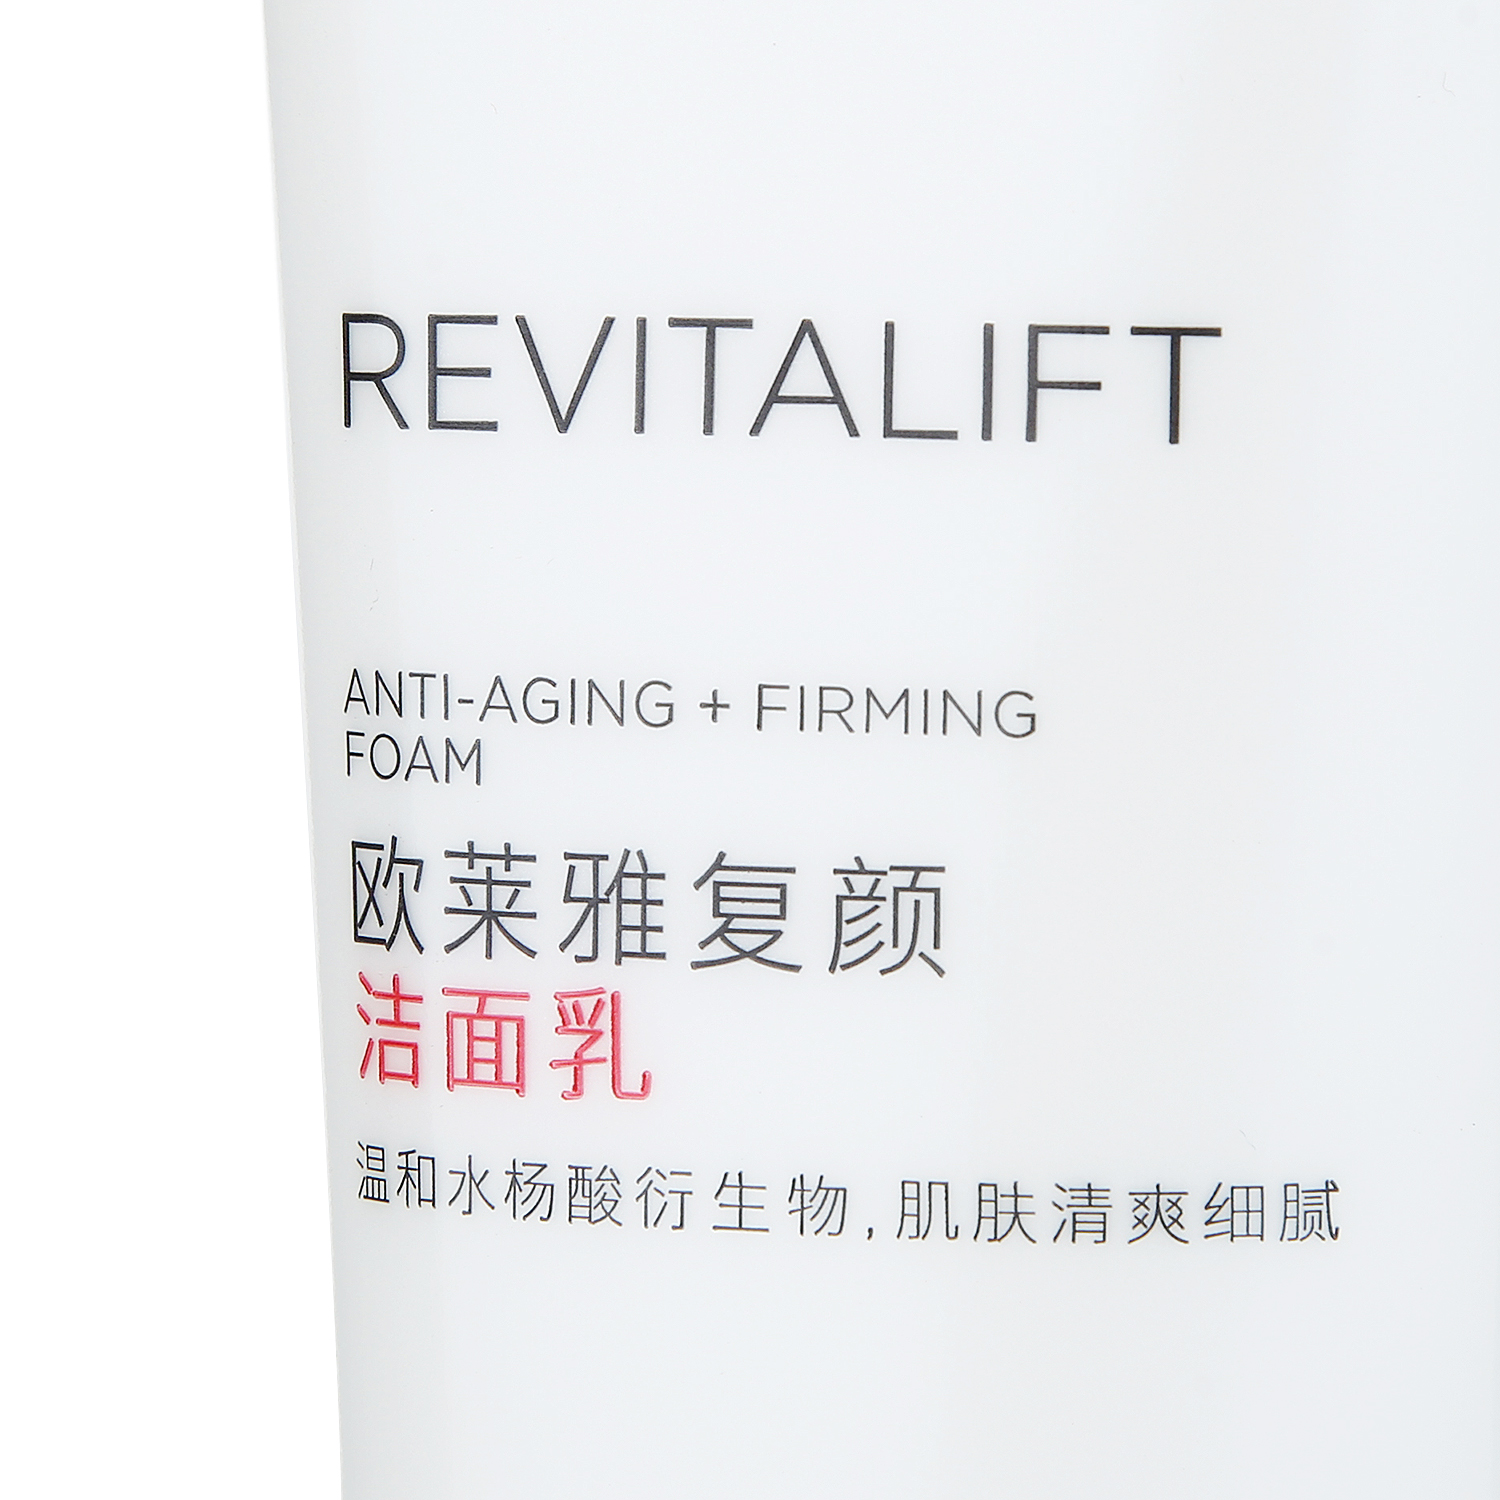 REVITALIFT
ANTI-AGING + FIRMING
FOAM
欧莱雅复颜
洁面乳
温和水杨酸衍生物，肌肤清爽细腻